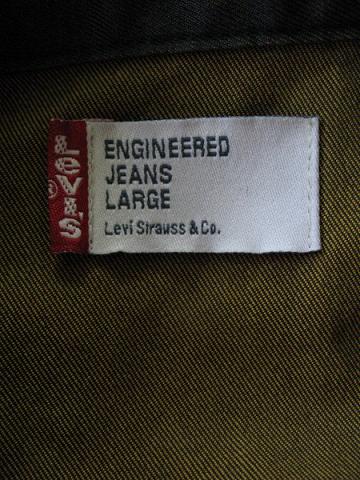 LEVI'S
®
ENGINEERED
JEANS
LARGE
Levi Strauss & Co.